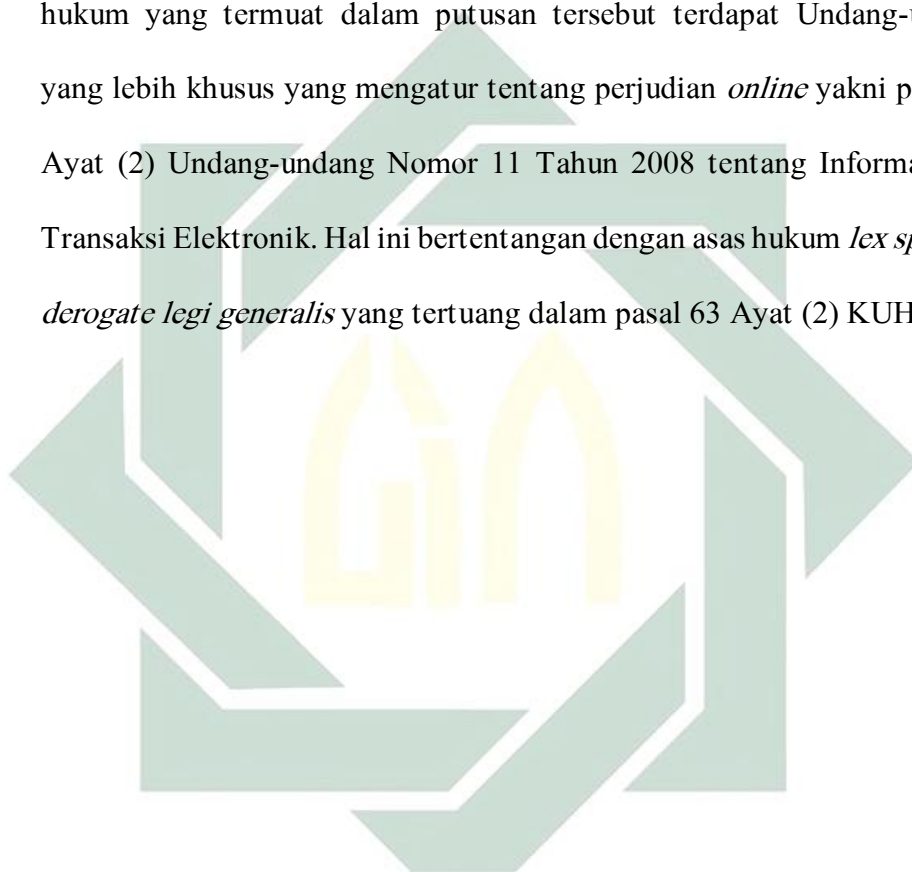 hukum yang termuat dalam putusan tersebut terdapat Undang-u
yang lebih khusus yang mengatur tentang perjudian online yakni p
Ayat (2) Undang-undang Nomor 11 Tahun 2008 tentang Informa
Transaksi Elektronik. Hal ini bertentangan dengan asas hukum lex sp
derogate legi generalis yang tertuang dalam pasal 63 Ayat (2) KUH